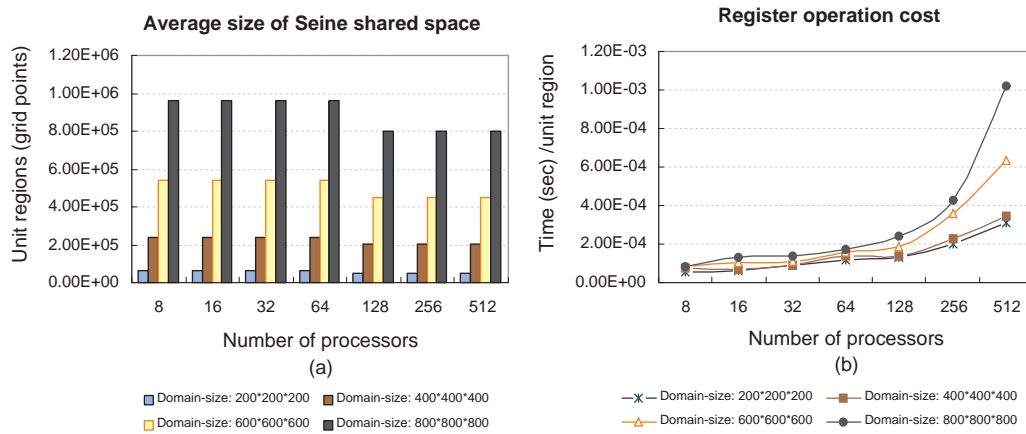 Average size of Seine shared space
Unit regions (grid points)
1.20E+06
1.00E+06
8.00E+05
6.00E+05
4.00E+05
2.00E+05
0.00E+00
8 16 32 64 128 256 512
Number of processors
(a)
Domain-size: 200*200*200 Domain-size: 400*400*400
Domain-size: 600*600*600 Domain-size: 800*800*800
Register operation cost
Time (sec) /unit region
1.20E-03
1.00E-03
8.00E-04
6.00E-04
4.00E-04
2.00E-04
0.00E+00
8 16 32 64 128 256 512
Number of processors
(b)
Domain-size: 200*200*200 Domain-size: 400*400*400
Domain-size: 600*600*600 Domain-size: 800*800*800